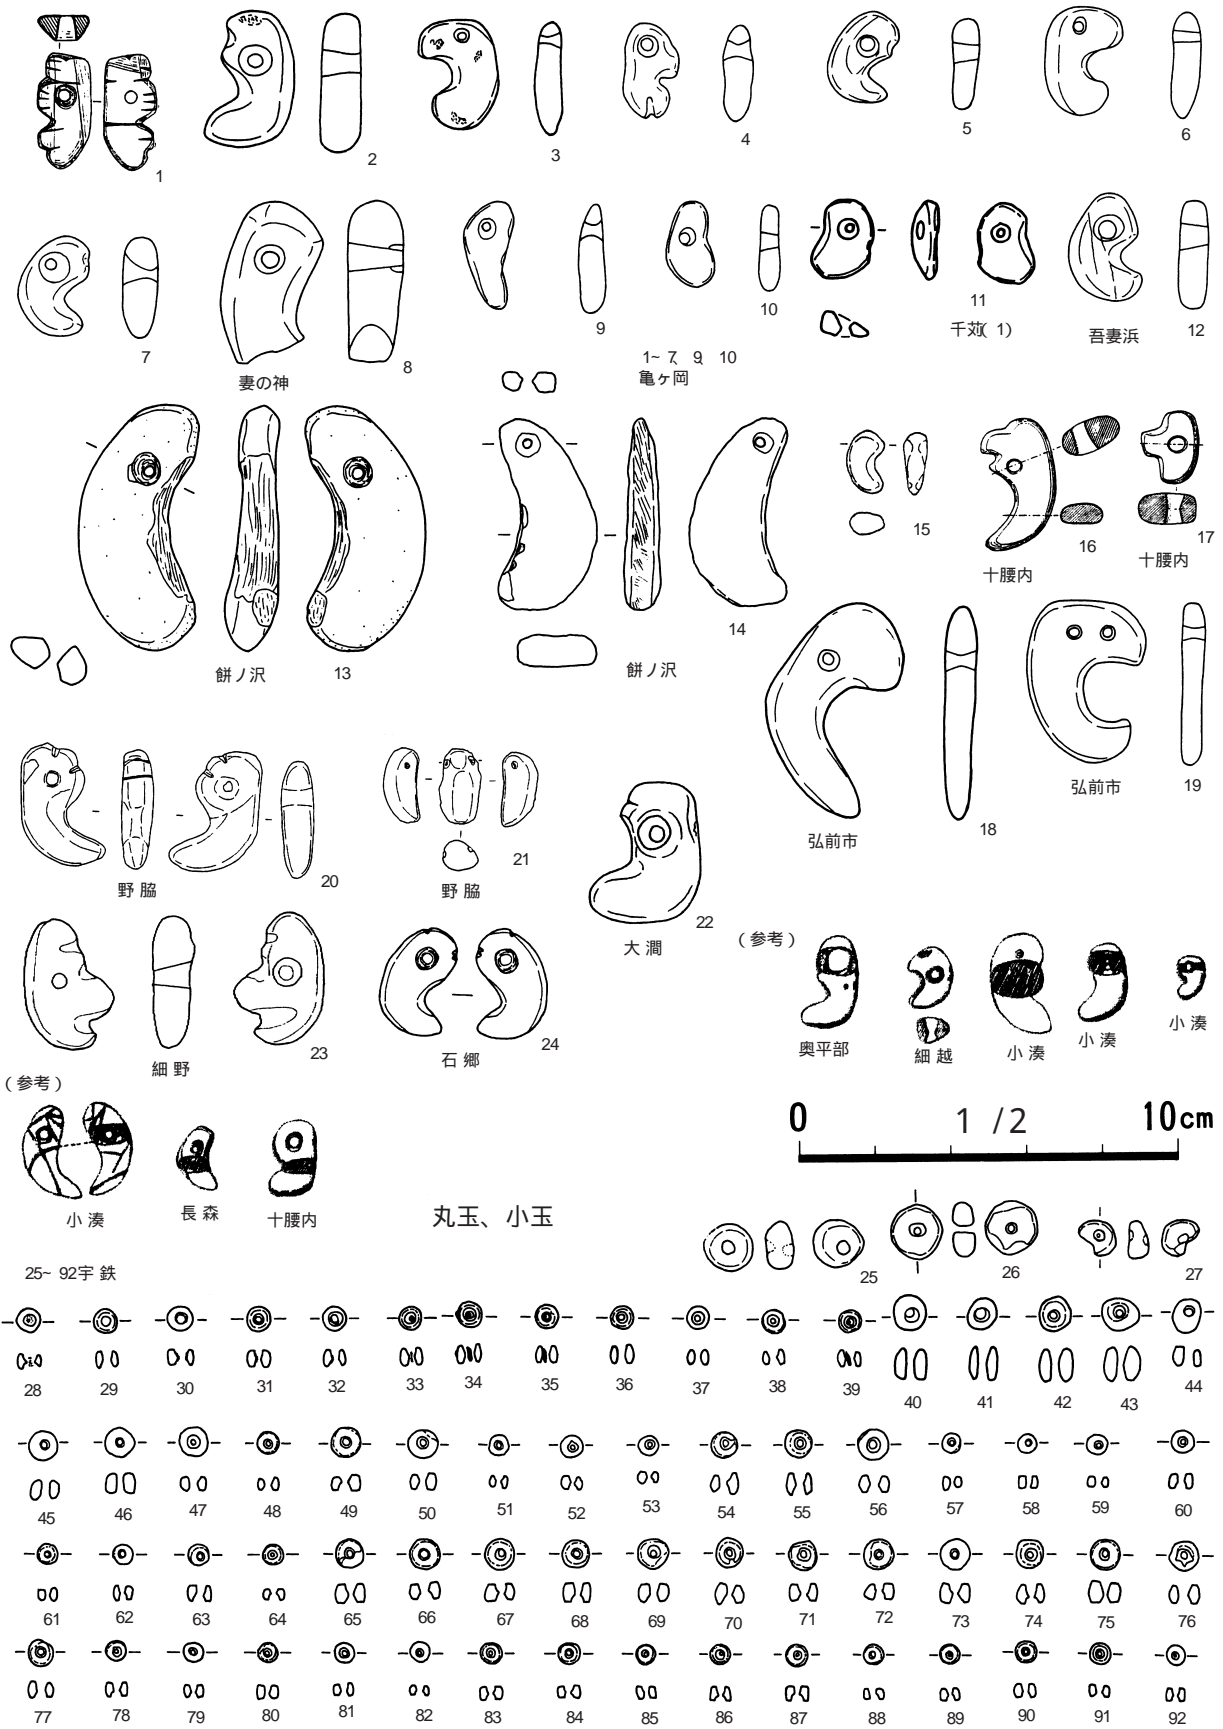 1
2
3
4
5
6
7
8
妻の神
9
10
1~ 7、 9、 10
亀ヶ岡
11
千苅( 1)
吾妻浜
12
餅ノ沢
13
14
餅ノ沢
15
16
十腰内
17
十腰内
弘前市
18
弘前市
19
野 脇
20
野 脇
21
大 澗
22
細 野
23
石 郷
24
(参考)
奥平部
細 越
小 湊
小 湊
小 湊
(参考)
小 湊
長 森
十腰内
0 1 /2 10cm
丸玉、小玉
25
26
27
25~ 92宇 鉄
28 29 30 31 32 33 34 35 36 37 38 39 40 41 42 43 44
45 46 47 48 49 50 51 52 53 54 55 56 57 58 59 60
61 62 63 64 65 66 67 68 69 70 71 72 73 74 75 76
77 78 79 80 81 82 83 84 85 86 87 88 89 90 91 92